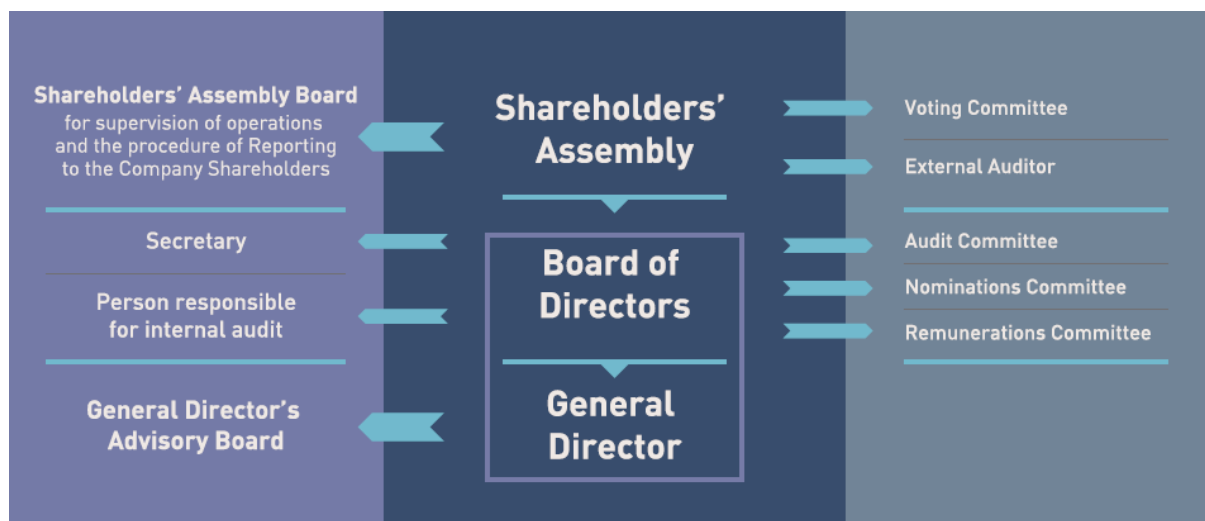 Shareholders' Assembly Board
for supervision of operations
and the procedure of Reporting
to the Company Shareholders
Secretary
Person responsible
for internal audit
General Director's
Advisory Board
Shareholders'
Assembly
Board of
Directors
General
Director
Voting Committee
External Auditor
Audit Committee
Nominations Committee
Remunerations Committee